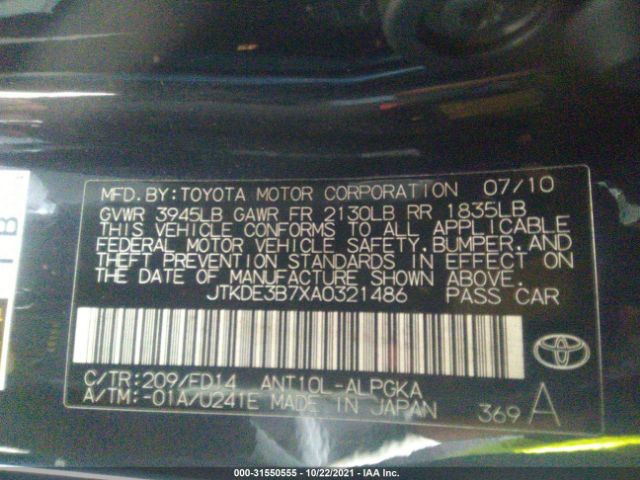 MFD.BY:TOYOTA MOTOR CORPORATION 07/10
GVWR 3945LB GAWR FR 2130LB RR 1835LB
THIS VEHICLE CONFORMS TO ALL APPLICABLE
FEDERAL MOTOR VEHICLE SAFETY,BUMPER,AND
THEFT PREVENTION STANDARDS IN EFFECT ON
THE DATE OF MANUFACTURE SHOWN ABOVE.
JTKDE3B7XA0321486 PASS CAR
C/TR:209/FD14 ANT10L-ALPGKA
A/TM:-01A/U241E MADE IN JAPAN
369 A
000-31550555 - 10/22/2021 - IAA Inc.